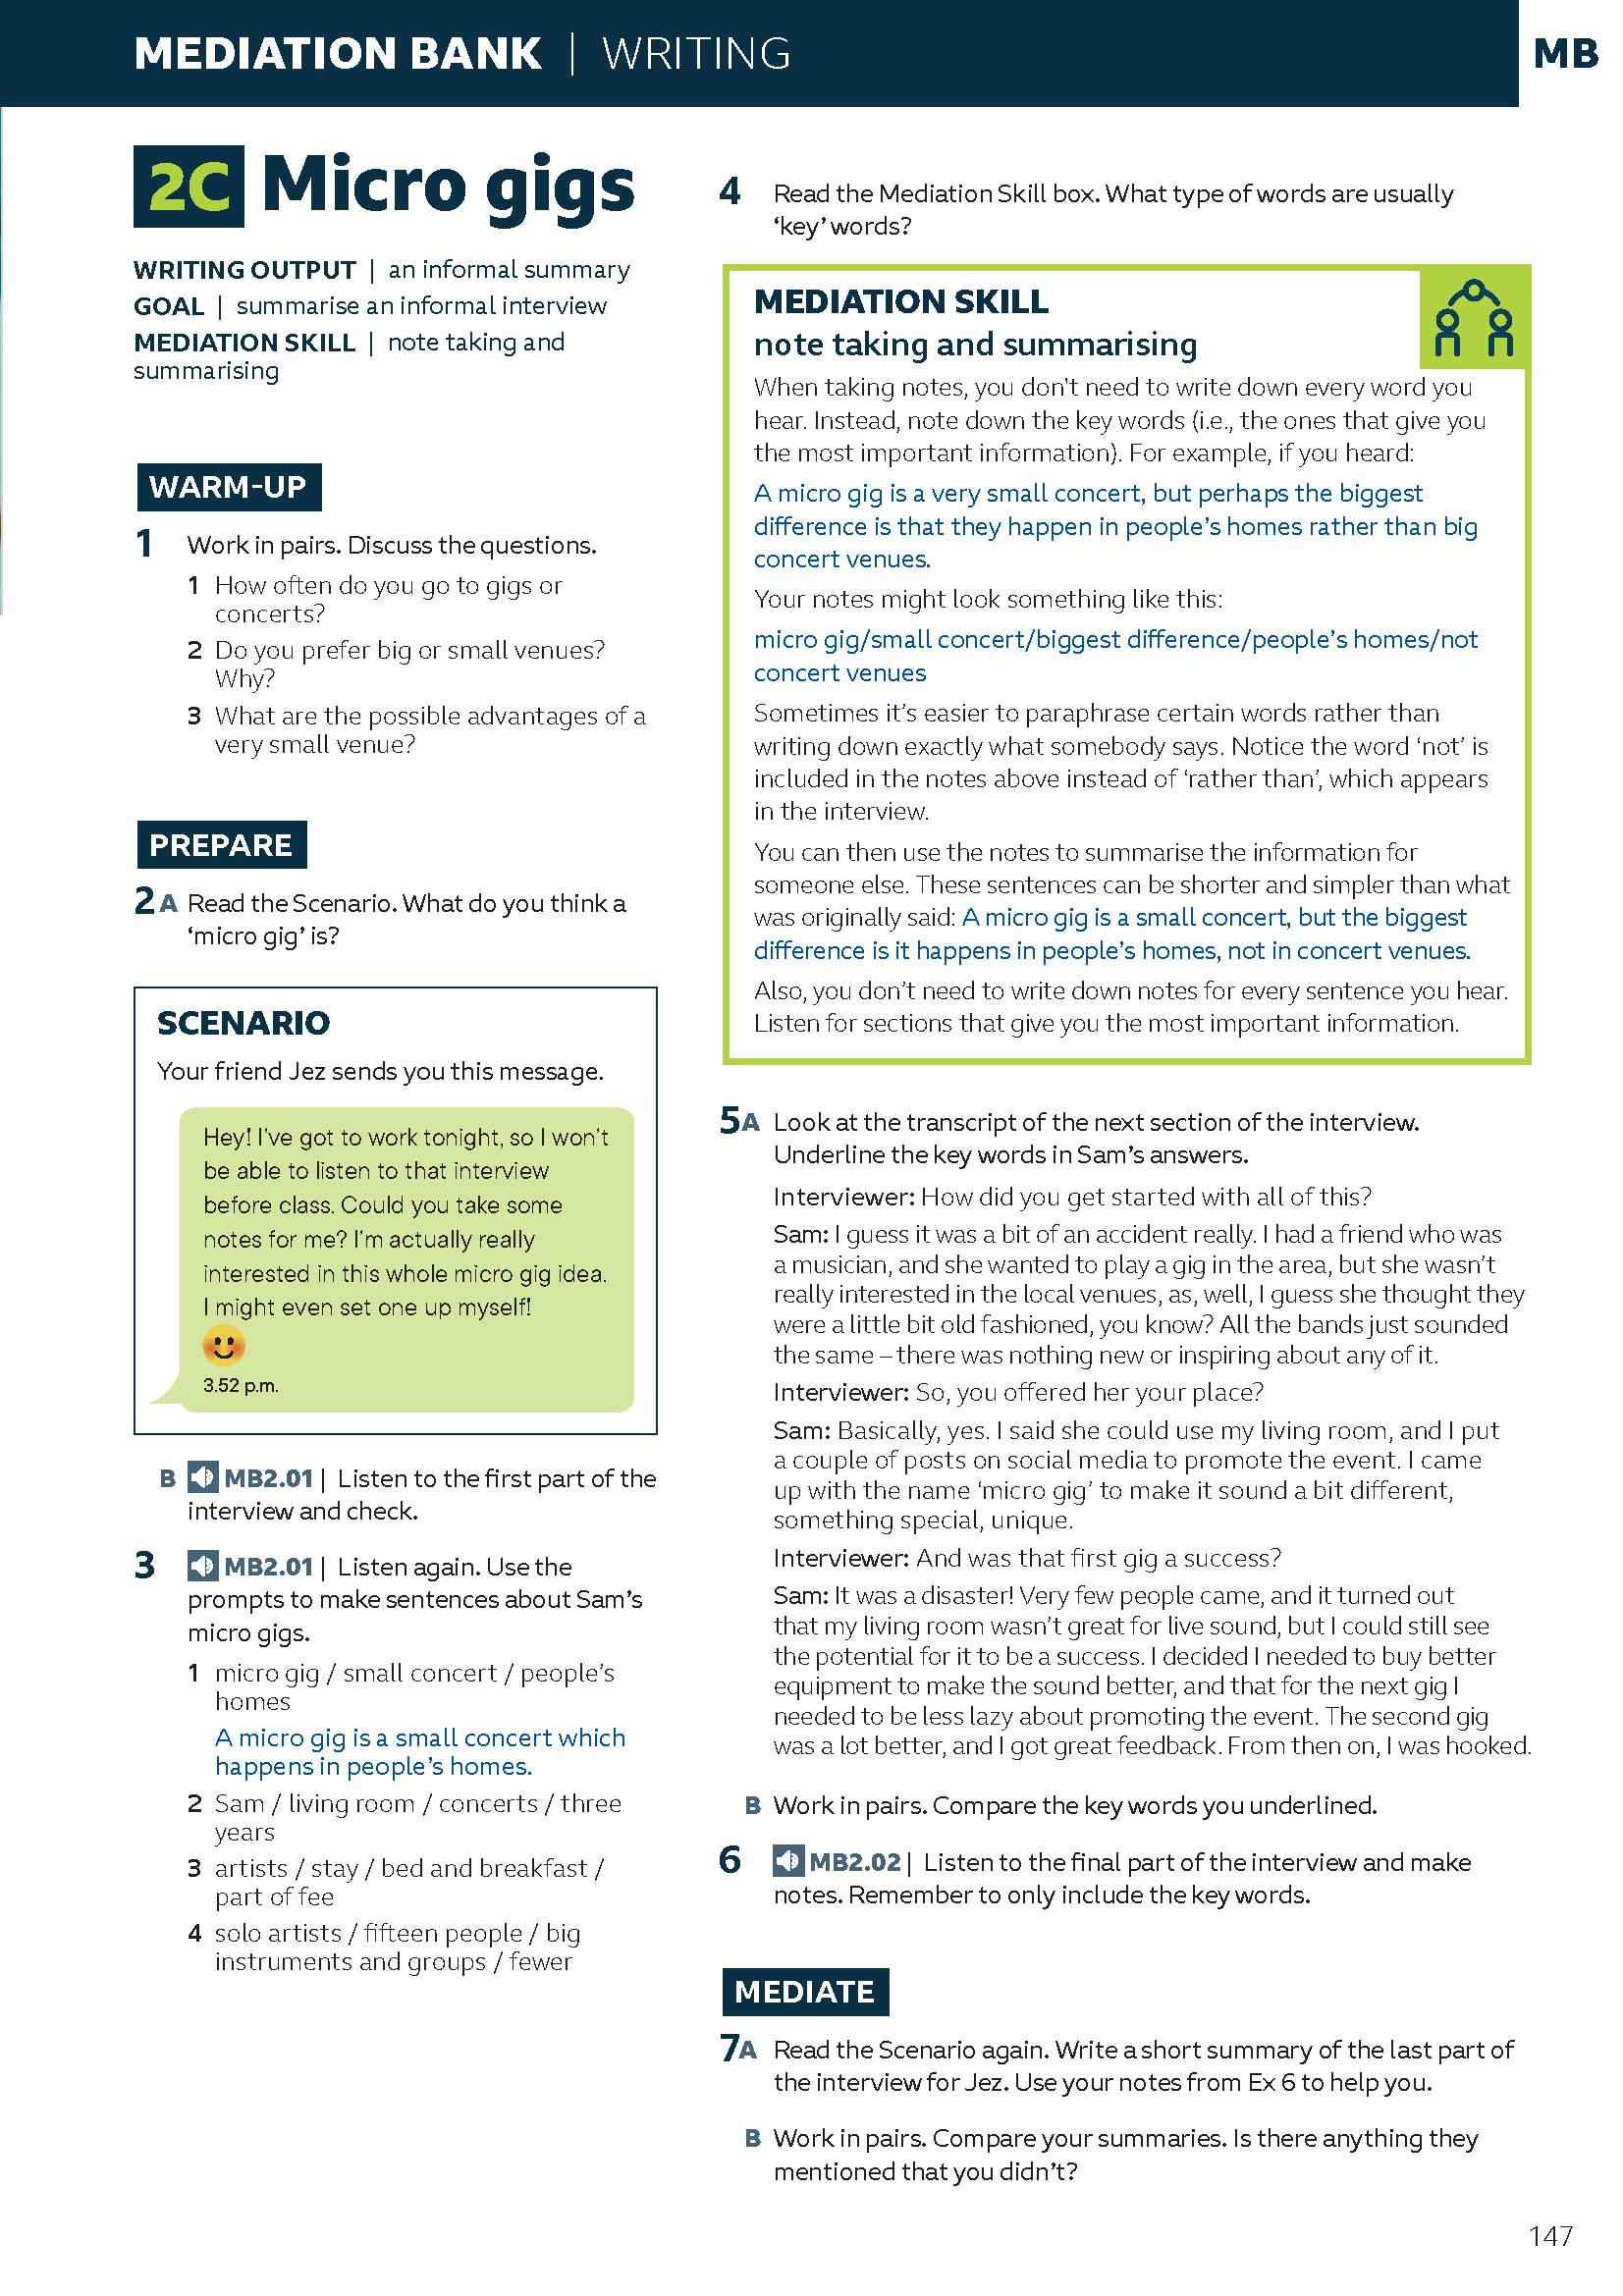 MEDIATION BANK | WRITING
MB
2C Micro gigs
WRITING OUTPUT | an informal summary
GOAL | summarise an informal interview
MEDIATION SKILL | note taking and
summarising
WARM-UP
1 Work in pairs. Discuss the questions.
1 How often do you go to gigs or
concerts?
2 Do you prefer big or small venues?
Why?
3 What are the possible advantages of a
very small venue?
PREPARE
2 A Read the Scenario. What do you think a
‘micro gig’ is?
SCENARIO
Your friend Jez sends you this message.
Hey! I’ve got to work tonight, so I won’t
be able to listen to that interview
before class. Could you take some
notes for me? I’m actually really
interested in this whole micro gig idea.
I might even set one up myself!
3.52 p.m.
B MB2.01 | Listen to the first part of the
interview and check.
3 MB2.01 | Listen again. Use the
prompts to make sentences about Sam’s
micro gigs.
1 micro gig / small concert / people’s
homes
A micro gig is a small concert which
happens in people’s homes.
2 Sam / living room / concerts / three
years
3 artists / stay / bed and breakfast /
part of fee
4 solo artists / fifteen people / big
instruments and groups / fewer
4 Read the Mediation Skill box. What type of words are usually
‘key’ words?
MEDIATION SKILL
note taking and summarising
When taking notes, you don't need to write down every word you
hear. Instead, note down the key words (i.e., the ones that give you
the most important information). For example, if you heard:
A micro gig is a very small concert, but perhaps the biggest
difference is that they happen in people’s homes rather than big
concert venues.
Your notes might look something like this:
micro gig/small concert/biggest difference/people’s homes/not
concert venues
Sometimes it’s easier to paraphrase certain words rather than
writing down exactly what somebody says. Notice the word ‘not’ is
included in the notes above instead of ‘rather than’, which appears
in the interview.
You can then use the notes to summarise the information for
someone else. These sentences can be shorter and simpler than what
was originally said: A micro gig is a small concert, but the biggest
difference is it happens in people’s homes, not in concert venues.
Also, you don’t need to write down notes for every sentence you hear.
Listen for sections that give you the most important information.
5 A Look at the transcript of the next section of the interview.
Underline the key words in Sam’s answers.
Interviewer: How did you get started with all of this?
Sam: I guess it was a bit of an accident really. I had a friend who was
a musician, and she wanted to play a gig in the area, but she wasn’t
really interested in the local venues, as, well, I guess she thought they
were a little bit old fashioned, you know? All the bands just sounded
the same – there was nothing new or inspiring about any of it.
Interviewer: So, you offered her your place?
Sam: Basically, yes. I said she could use my living room, and I put
a couple of posts on social media to promote the event. I came
up with the name ‘micro gig’ to make it sound a bit different,
something special, unique.
Interviewer: And was that first gig a success?
Sam: It was a disaster! Very few people came, and it turned out
that my living room wasn’t great for live sound, but I could still see
the potential for it to be a success. I decided I needed to buy better
equipment to make the sound better, and that for the next gig I
needed to be less lazy about promoting the event. The second gig
was a lot better, and I got great feedback. From then on, I was hooked.
B Work in pairs. Compare the key words you underlined.
6 MB2.02 | Listen to the final part of the interview and make
notes. Remember to only include the key words.
MEDIATE
7 A Read the Scenario again. Write a short summary of the last part of
the interview for Jez. Use your notes from Ex 6 to help you.
B Work in pairs. Compare your summaries. Is there anything they
mentioned that you didn’t?
147